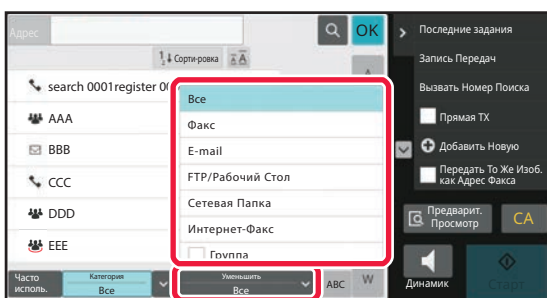 Адрес
OK
Сорти-ровка
search 0001register 00
AAA
BBB
CCC
DDD
EEE
Все
Факс
E-mail
FTP/Рабочий Стол
Сетевая Папка
Интернет-Факс
Группа
Часто исполь.
Категория
Все
Уменьшить
Все
ABC
W
Последние задания
Запись Передач
Вызвать Номер Поиска
Прямая TX
Добавить Новую
Передать То Же Изоб.
как Адрес Факса
Предварит.
Просмотр
CA
Динамик
Старт